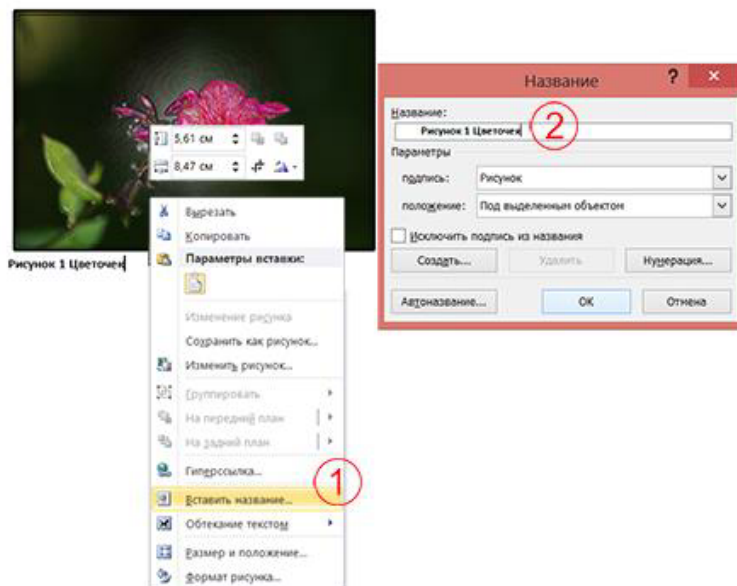 5,61 см
8,47 см
Рисунок 1 Цветочек
Вырезать
Копировать
Параметры вставки:
Изменение рисунка
Сохранить как рисунок...
Изменить рисунок...
Группировать
На передний план
На задний план
Гиперссылка...
Вставить название...
1
Обтекание текстом
Размер и положение...
Формат рисунка...
Название
?
Название:
Рисунок 1 Цветочек
2
Параметры
подпись:
Рисунок
положение:
Под выделенным объектом
Исключить подпись из названия
Создать...
Удалить
Нумерация...
Автоназвание...
ОК
Отмена